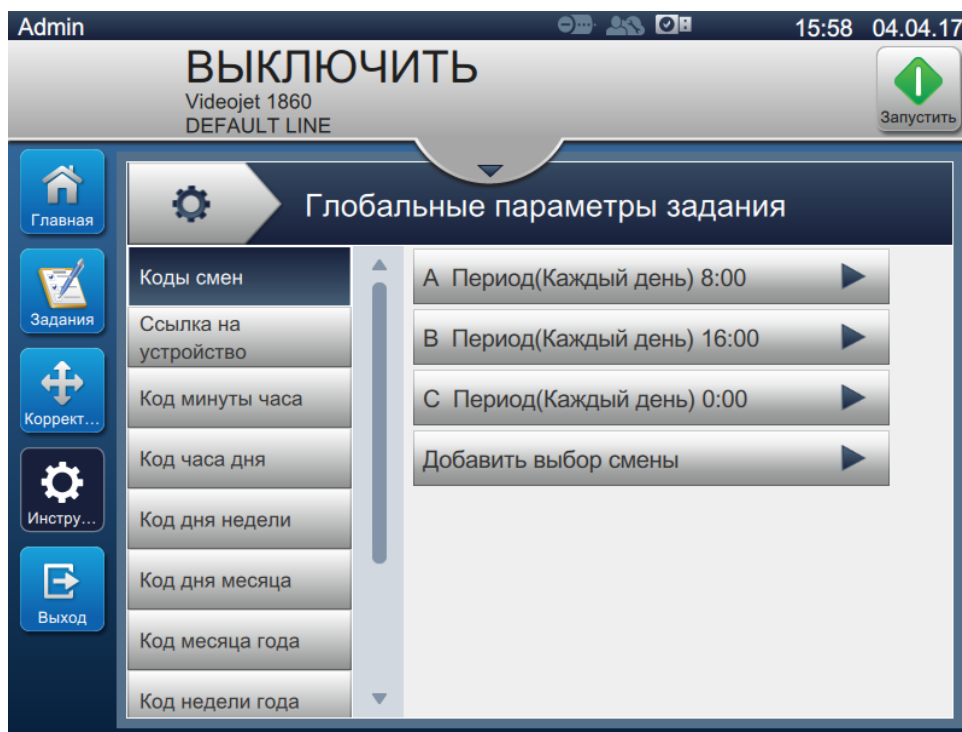 Admin
15:58 04.04.17
ВЫКЛЮЧИТЬ
Videojet 1860
DEFAULT LINE
Запустить
Главная
Задания
Коррект...
Инстру...
Выход
Глобальные параметры задания
Коды смен
Ссылка на
устройство
Код минуты часа
Код часа дня
Код дня недели
Код дня месяца
Код месяца года
Код недели года
A Период(Каждый день) 8:00
B Период(Каждый день) 16:00
C Период(Каждый день) 0:00
Добавить выбор смены